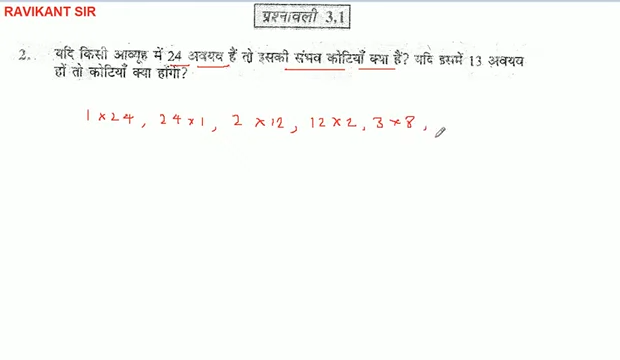 RAVIKANT SIR
प्रश्नावली 3.1
2. यदि किसी आव्यूह में 24 अवयव हैं तो इसकी संभव कोटियाँ क्या हैं? यदि इसमें 13 अवयव
हों तो कोटियाँ क्या होंगी?
1 × 24, 24 × 1, 2 × 12, 12 × 2, 3 × 8,